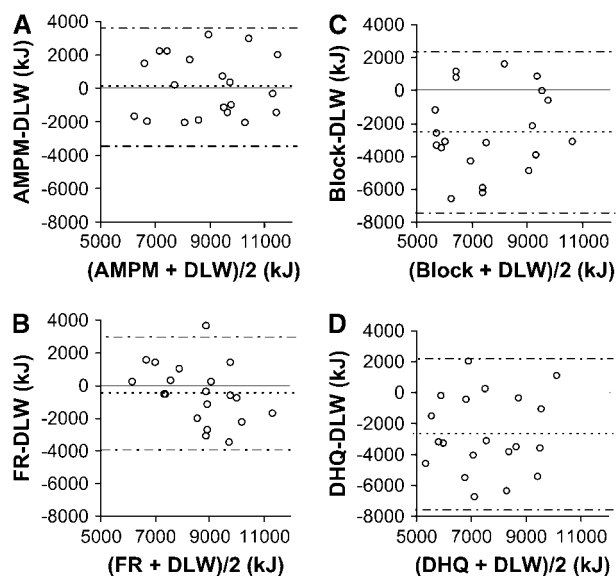 A
AMPM-DLW (kJ)
4000
2000
0
-2000
-4000
-6000
-8000
5000 7000 9000 11000
(AMPM + DLW)/2 (kJ)
B
FR-DLW (kJ)
4000
2000
0
-2000
-4000
-6000
-8000
5000 7000 9000 11000
(FR + DLW)/2 (kJ)
C
Block-DLW (kJ)
4000
2000
0
-2000
-4000
-6000
-8000
5000 7000 9000 11000
(Block + DLW)/2 (kJ)
D
DHQ-DLW (kJ)
4000
2000
0
-2000
-4000
-6000
-8000
5000 7000 9000 11000
(DHQ + DLW)/2 (kJ)